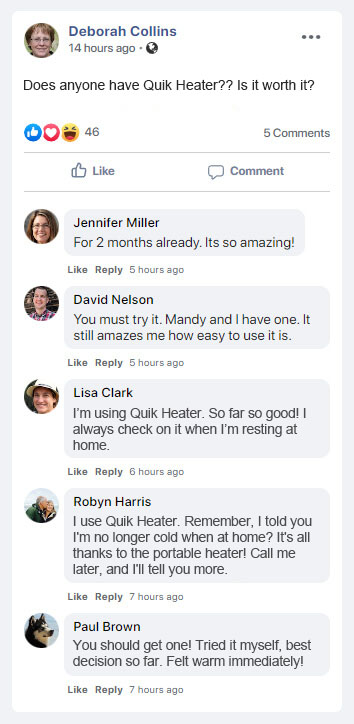 Deborah Collins
14 hours ago ·
Does anyone have Quik Heater?? Is it worth it?
46
5 Comments
Like
Comment
Jennifer Miller
For 2 months already. Its so amazing!
Like Reply 5 hours ago
David Nelson
You must try it. Mandy and I have one. It
still amazes me how easy to use it is.
Like Reply 5 hours ago
Lisa Clark
I'm using Quik Heater. So far so good! I
always check on it when I'm resting at
home.
Like Reply 6 hours ago
Robyn Harris
I use Quik Heater. Remember, I told you
I'm no longer cold when at home? It's all
thanks to the portable heater! Call me
later, and I'll tell you more.
Like Reply 7 hours ago
Paul Brown
You should get one! Tried it myself, best
decision so far. Felt warm immediately!
Like Reply 7 hours ago